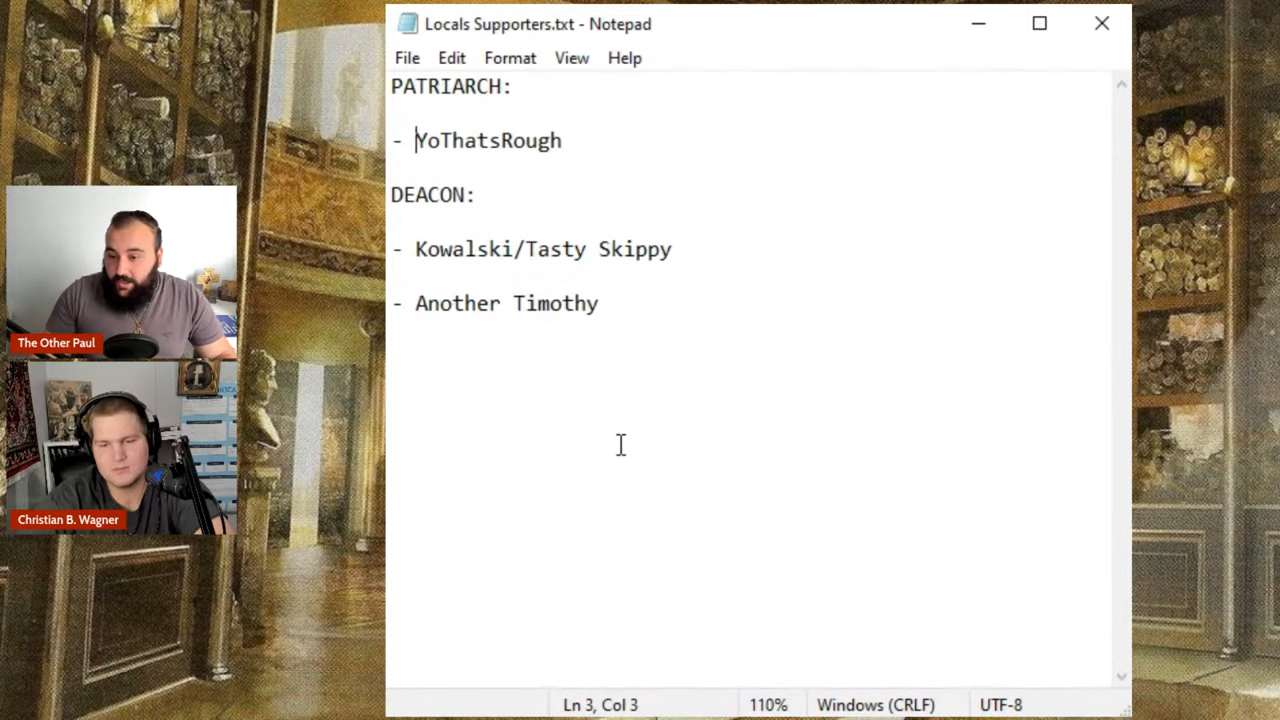 Locals Supporters.txt - Notepad
File Edit Format View Help
PATRIARCH:
- YoThatsRough
DEACON:
- Kowalski/Tasty Skippy
- Another Timothy
The Other Paul
Christian B. Wagner
Ln 3, Col 3 110% Windows (CRLF) UTF-8